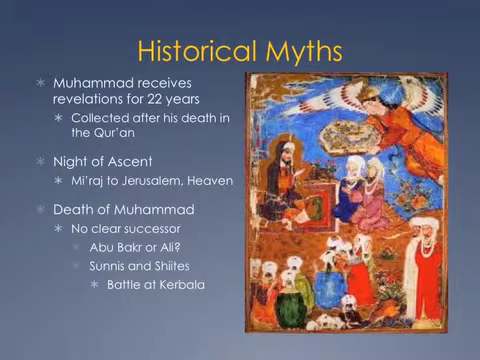 Historical Myths
Muhammad receives
revelations for 22 years
Collected after his death in
the Qur’an
Night of Ascent
Mi’raj to Jerusalem, Heaven
Death of Muhammad
No clear successor
Abu Bakr or Ali?
Sunnis and Shiites
Battle at Kerbala